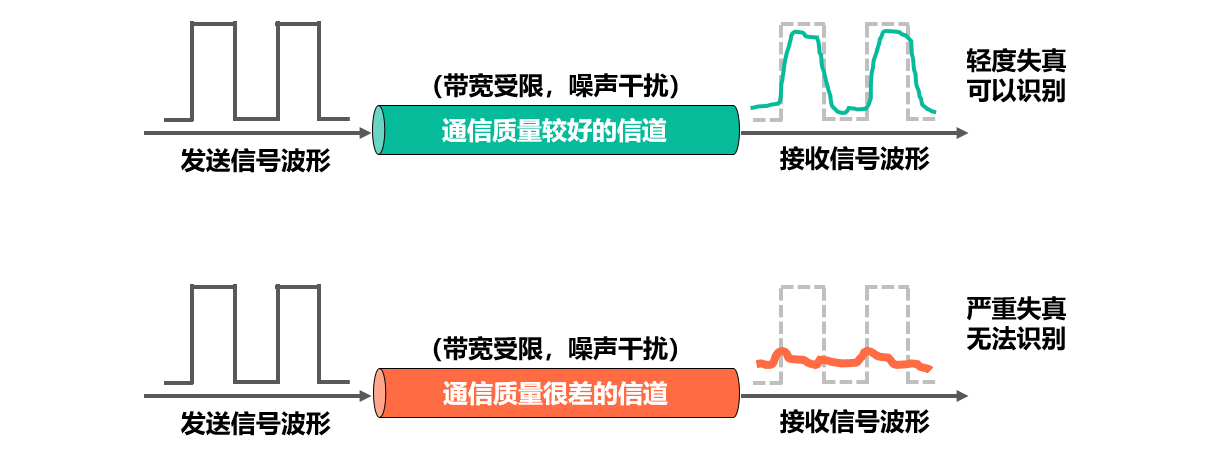 (带宽受限，噪声干扰)
轻度失真
可以识别
通信质量较好的信道
发送信号波形
接收信号波形
(带宽受限，噪声干扰)
严重失真
无法识别
通信质量很差的信道
发送信号波形
接收信号波形